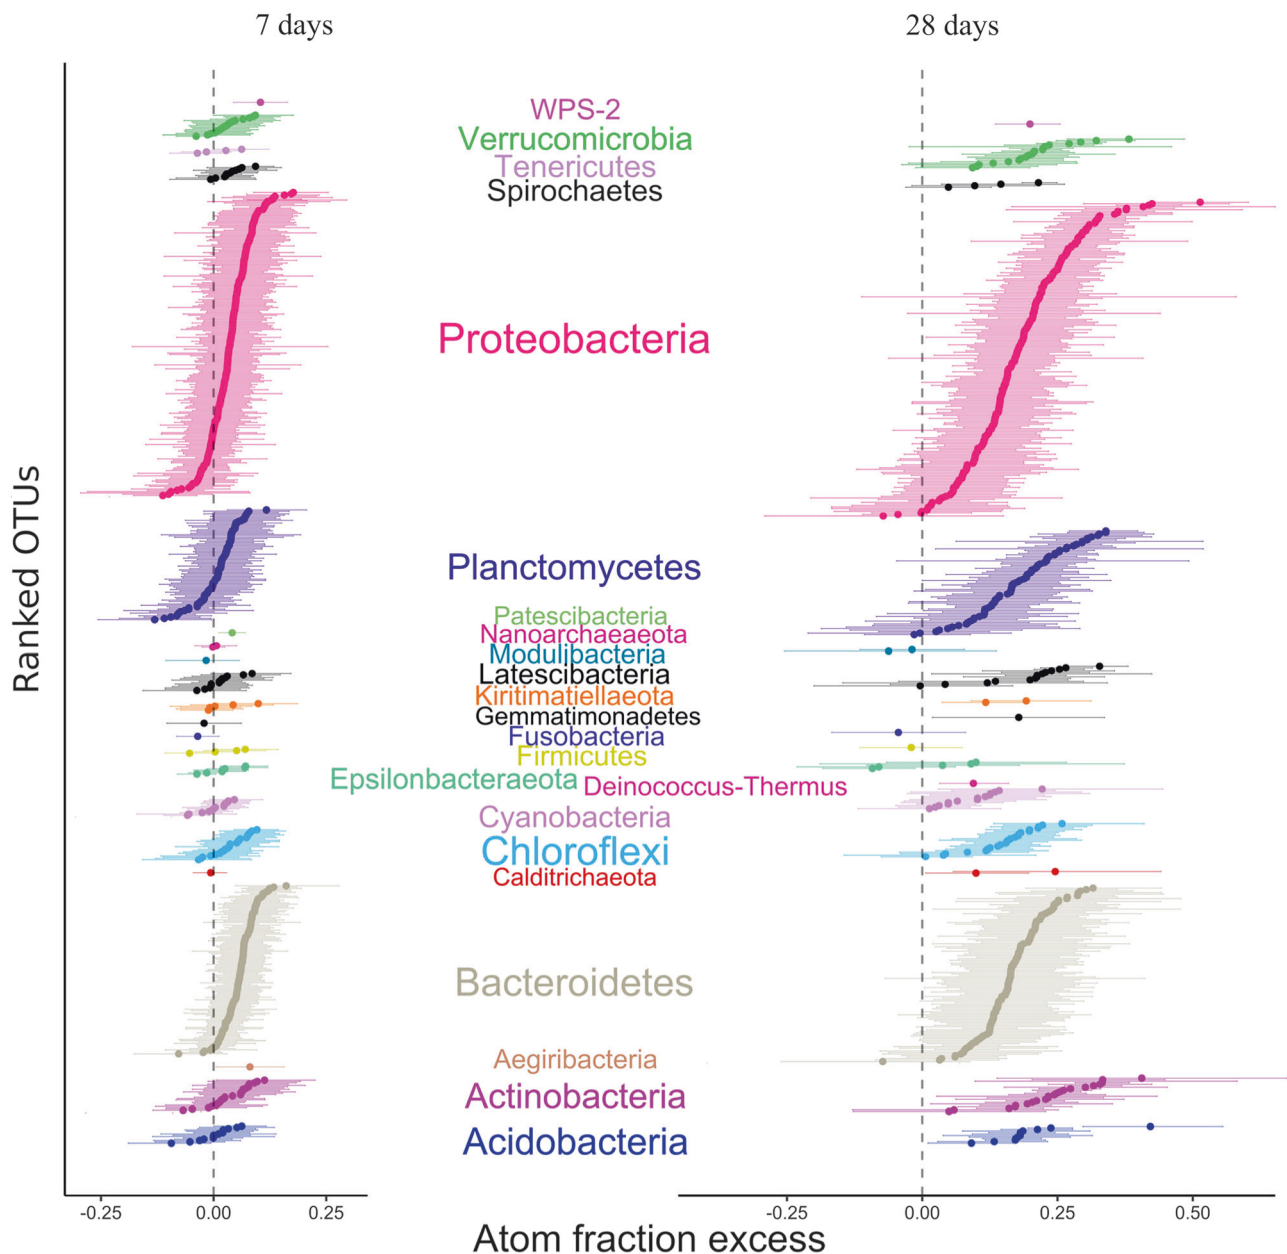 7 days
28 days
WPS-2
Verrucomicrobia
Tenericutes
Spirochaetes
Proteobacteria
Ranked OTUs
Planctomycetes
Patescibacteria
Nanoarchaeaeota
Modulibacteria
Latescibacteria
Kiritimatiellaeota
Gemmatimonadetes
Fusobacteria
Firmicutes
Epsilonbacteraeota
Deinococcus-Thermus
Cyanobacteria
Chloroflexi
Calditrichaeota
Bacteroidetes
Aegiribacteria
Actinobacteria
Acidobacteria
-0.25 0.00 0.25
-0.25 0.00 0.25 0.50
Atom fraction excess